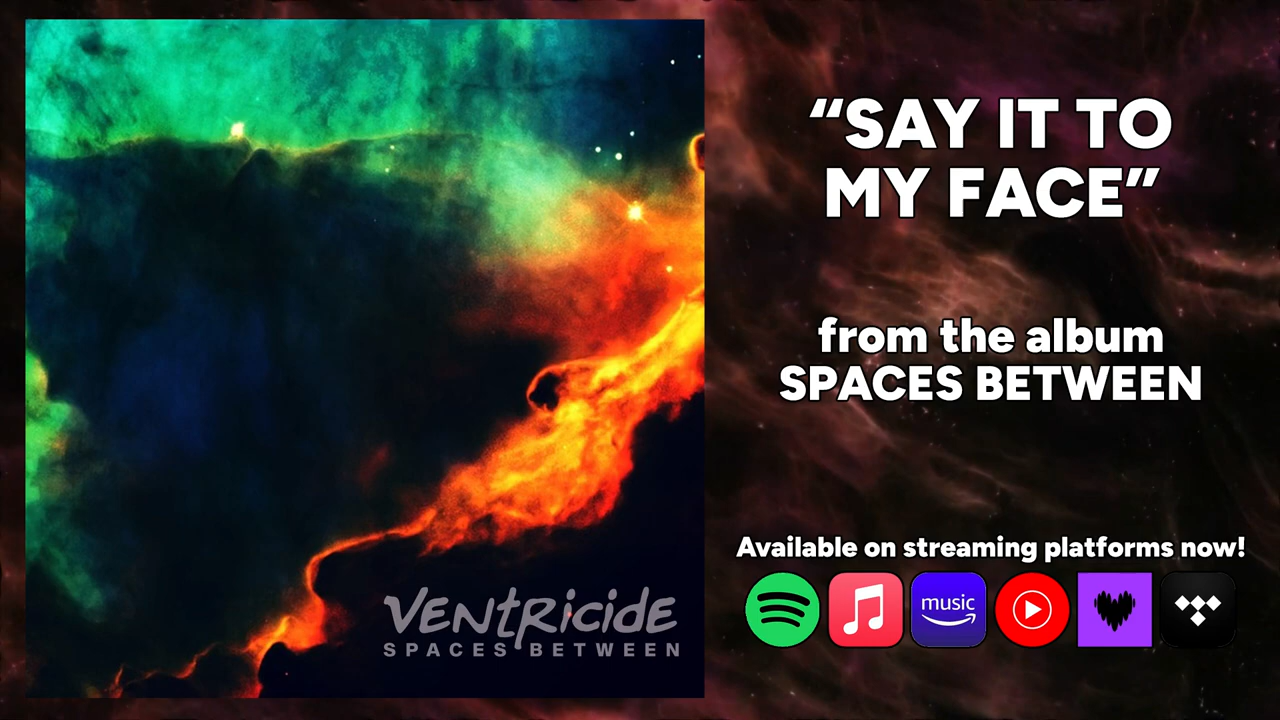 “SAY IT TO
MY FACE”
from the album
SPACES BETWEEN
Available on streaming platforms now!
music
VENTRICIDE
SPACES BETWEEN